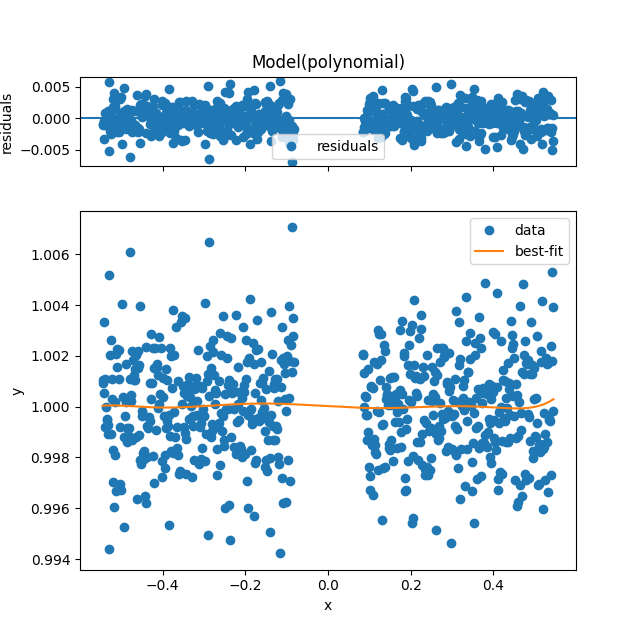 Model(polynomial)
0.005
0.000
−0.005
residuals
residuals
data
best-fit
1.006
1.004
1.002
1.000
0.998
0.996
0.994
y
−0.4 −0.2 0.0 0.2 0.4
x